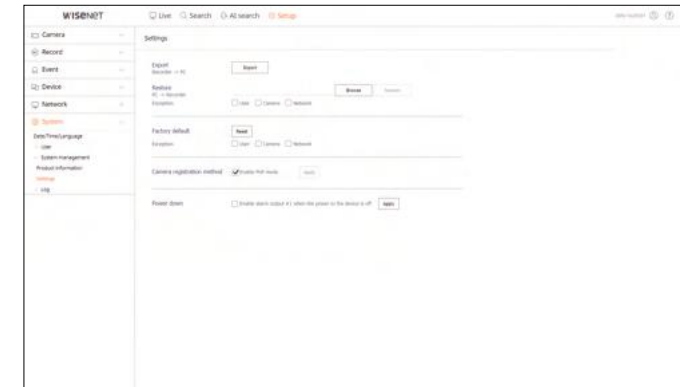 WISENET
Live Search AI search Setup
Camera
Record
Event
Device
Network
System
Date/Time/Language
User
System management
Product information
Settings
Log
Settings
Export
Recorder -> PC
Export
Restore
PC -> Recorder
Browse
Exception
User Camera Network
Factory default
Reset
Exception
User Camera Network
Camera registration method
Enable PnP mode
Apply
Power down
Enable alarm output #1 when the power to the device is off
Apply